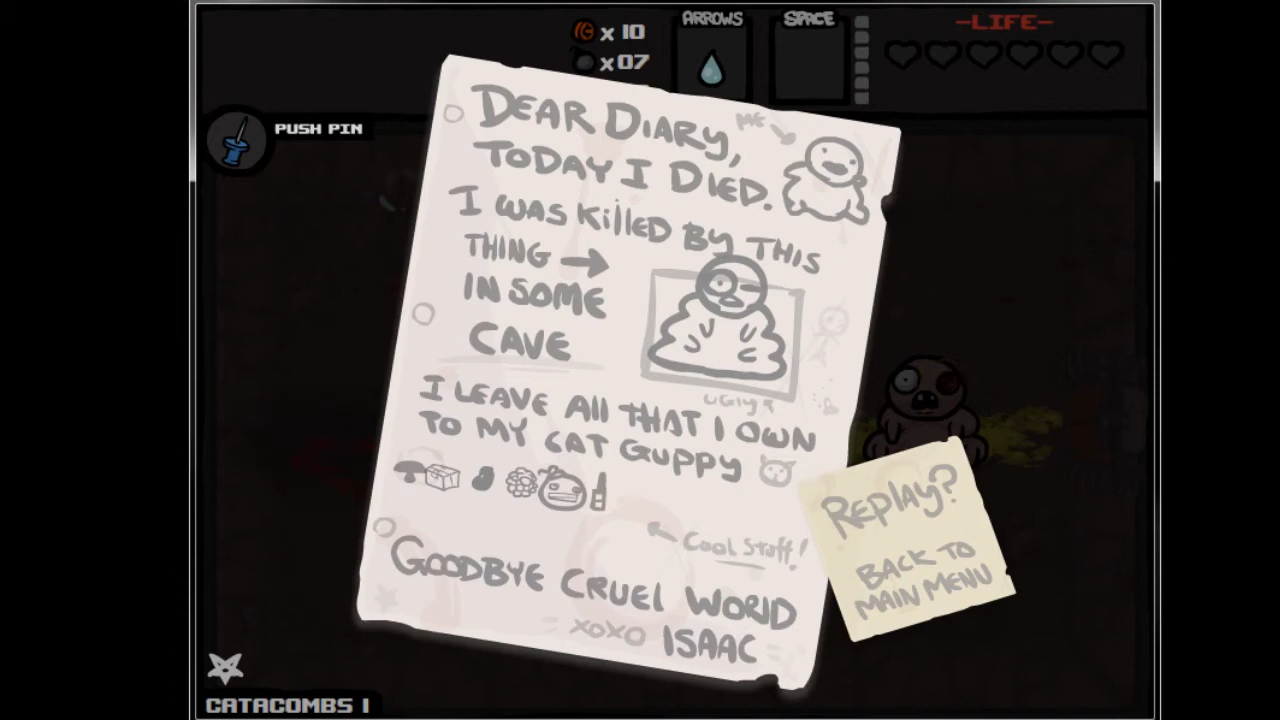 x 10
x 07
ARROWS
SPACE
-LIFE-
PUSH PIN
DEAR DIARY,
ME
TODAY I DIED.
I WAS KillED BY THIS
THING
IN SOME
CAVE
UGLY
I LEAVE All THAT I OWN
TO MY CAT GUPPY
COOL STUFF!
GOODBYE CRUEl WORlD
XOXO ISAAC
REPLAY?
BACK TO
MAIN MENU
CATACOMBS I